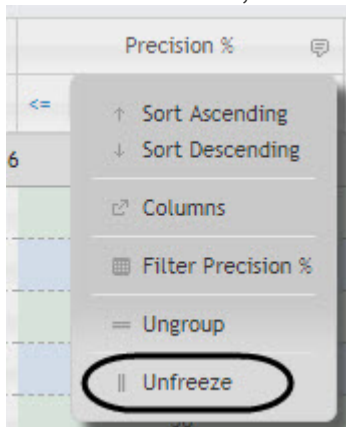 Precision %
<=
Sort Ascending
6
Sort Descending
Columns
Filter Precision %
Ungroup
Unfreeze